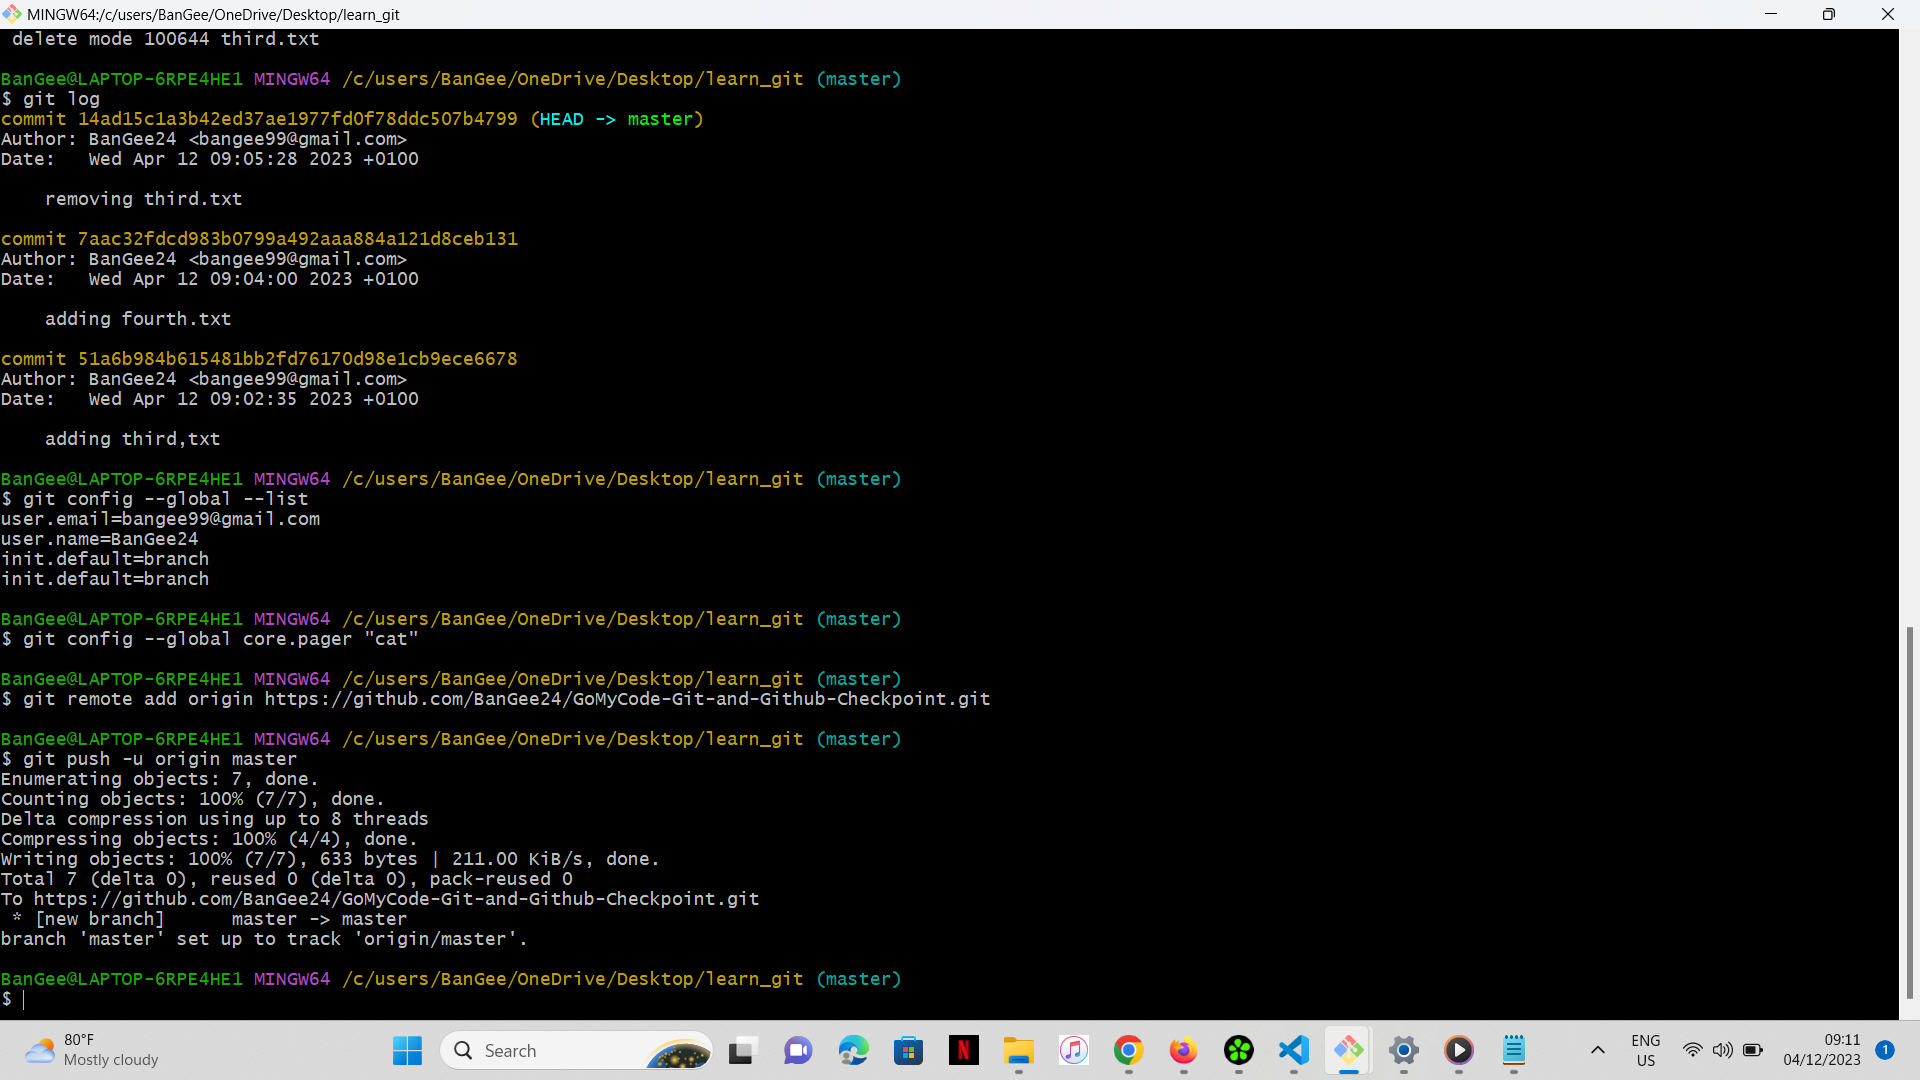 MINGW64:/c/users/BanGee/OneDrive/Desktop/learn_git
 delete mode 100644 third.txt
BanGee@LAPTOP-6RPE4HE1 MINGW64 /c/users/BanGee/OneDrive/Desktop/learn_git (master)
$ git log
commit 14ad15c1a3b42ed37ae1977fd0f78ddc507b4799 (HEAD -> master)
Author: BanGee24 <bangee99@gmail.com>
Date:   Wed Apr 12 09:05:28 2023 +0100
    removing third.txt
commit 7aac32fdcd983b0799a492aaa884a121d8ceb131
Author: BanGee24 <bangee99@gmail.com>
Date:   Wed Apr 12 09:04:00 2023 +0100
    adding fourth.txt
commit 51a6b984b615481bb2fd76170d98e1cb9ece6678
Author: BanGee24 <bangee99@gmail.com>
Date:   Wed Apr 12 09:02:35 2023 +0100
    adding third,txt
BanGee@LAPTOP-6RPE4HE1 MINGW64 /c/users/BanGee/OneDrive/Desktop/learn_git (master)
$ git config --global --list
user.email=bangee99@gmail.com
user.name=BanGee24
init.default=branch
init.default=branch
BanGee@LAPTOP-6RPE4HE1 MINGW64 /c/users/BanGee/OneDrive/Desktop/learn_git (master)
$ git config --global core.pager "cat"
BanGee@LAPTOP-6RPE4HE1 MINGW64 /c/users/BanGee/OneDrive/Desktop/learn_git (master)
$ git remote add origin https://github.com/BanGee24/GoMyCode-Git-and-Github-Checkpoint.git
BanGee@LAPTOP-6RPE4HE1 MINGW64 /c/users/BanGee/OneDrive/Desktop/learn_git (master)
$ git push -u origin master
Enumerating objects: 7, done.
Counting objects: 100% (7/7), done.
Delta compression using up to 8 threads
Compressing objects: 100% (4/4), done.
Writing objects: 100% (7/7), 633 bytes | 211.00 KiB/s, done.
Total 7 (delta 0), reused 0 (delta 0), pack-reused 0
To https://github.com/BanGee24/GoMyCode-Git-and-Github-Checkpoint.git
 * [new branch]      master -> master
branch 'master' set up to track 'origin/master'.
BanGee@LAPTOP-6RPE4HE1 MINGW64 /c/users/BanGee/OneDrive/Desktop/learn_git (master)
$
80°F
Mostly cloudy
Search
N
ENG
US
09:11
04/12/2023
1